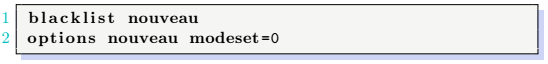 1 blacklist nouveau
2 options nouveau modeset=0